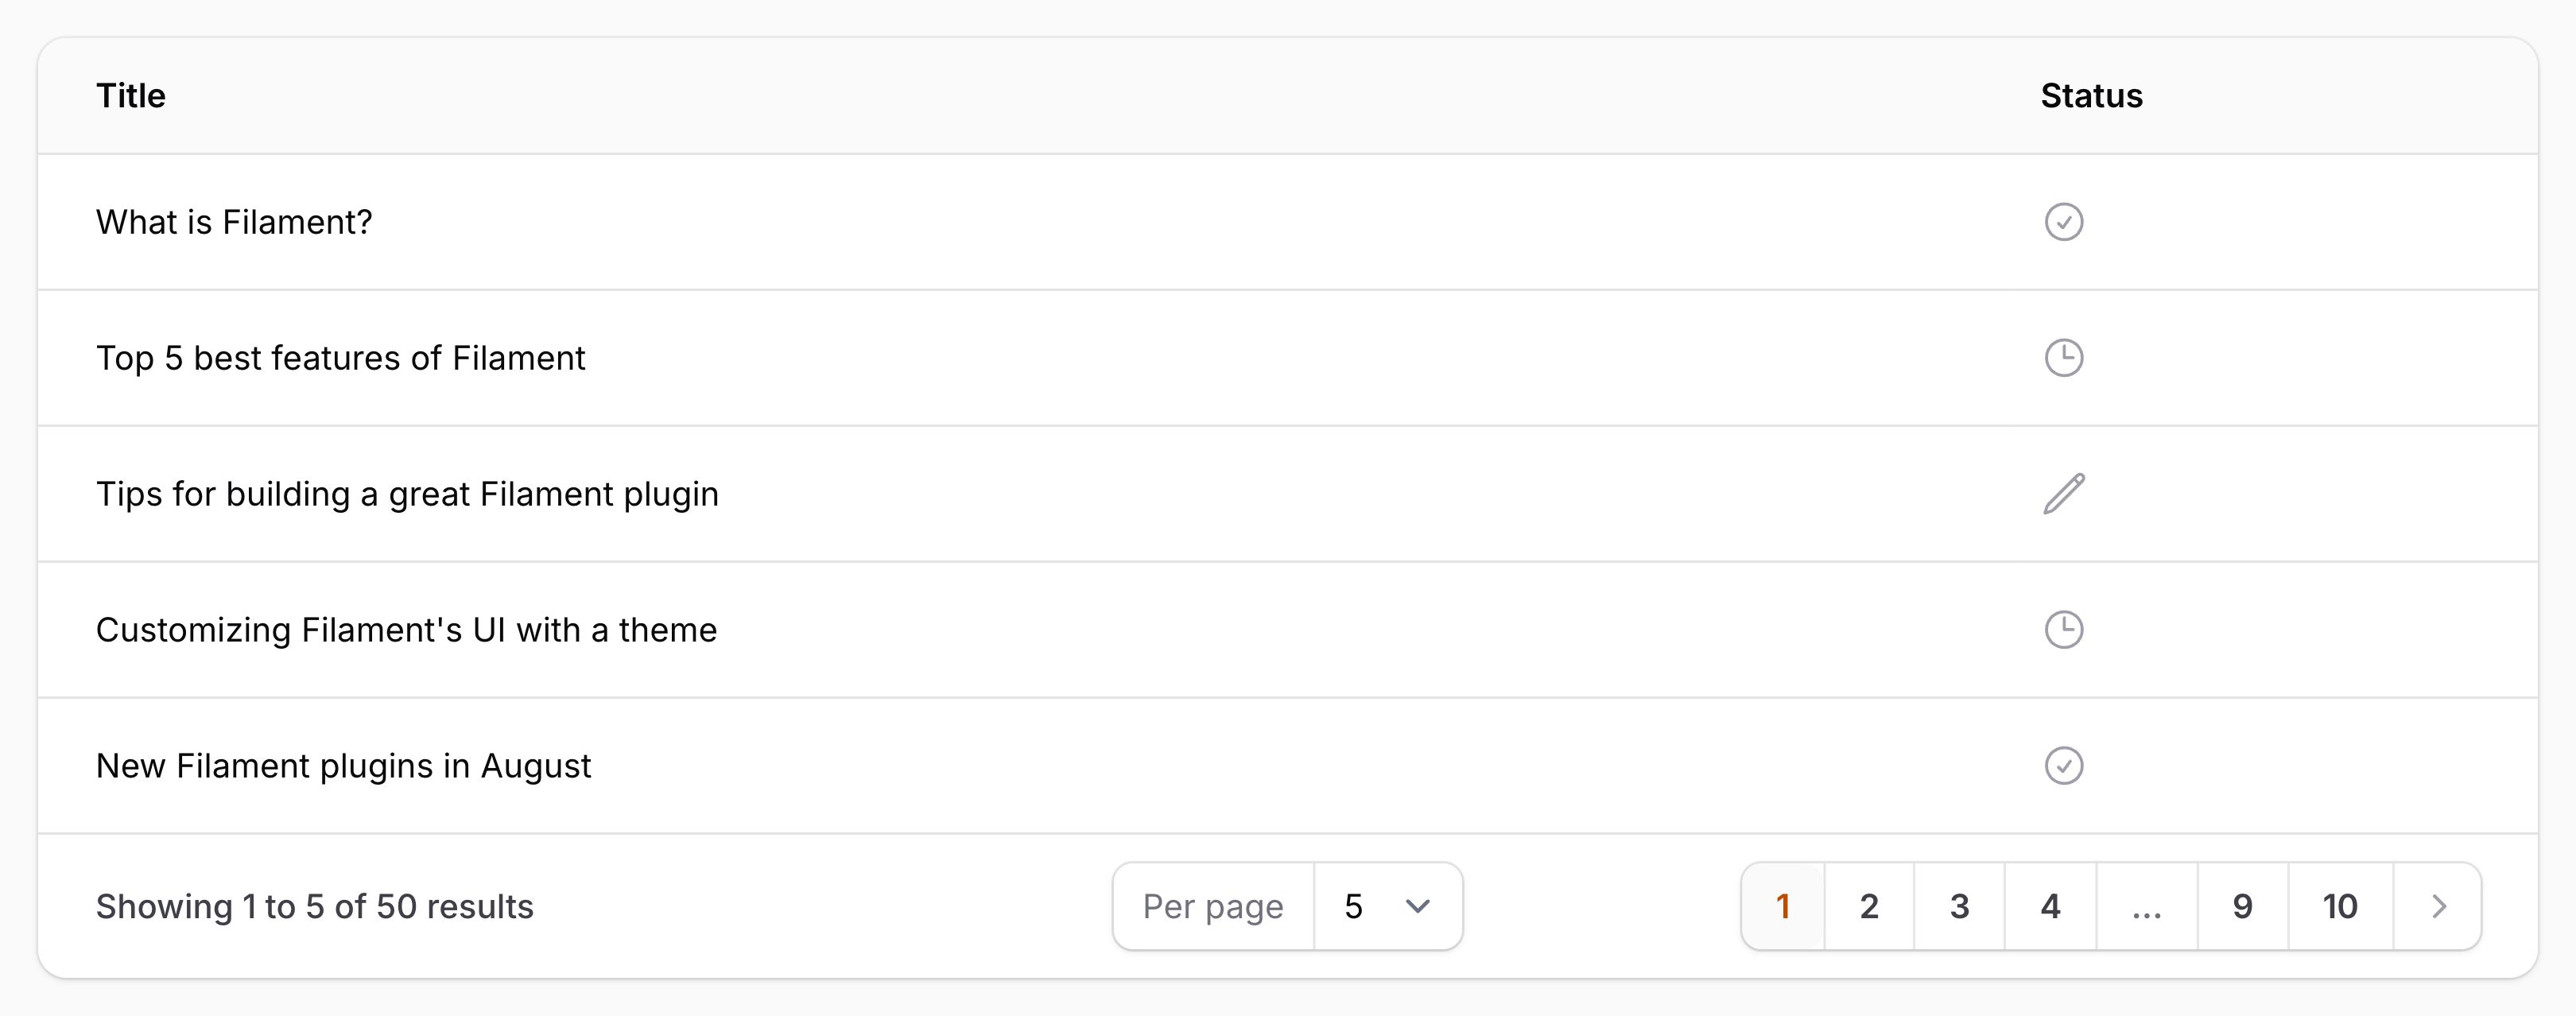 Title Status
What is Filament?
Top 5 best features of Filament
Tips for building a great Filament plugin
Customizing Filament's UI with a theme
New Filament plugins in August
Showing 1 to 5 of 50 results Per page 5 1 2 3 4 ... 9 10